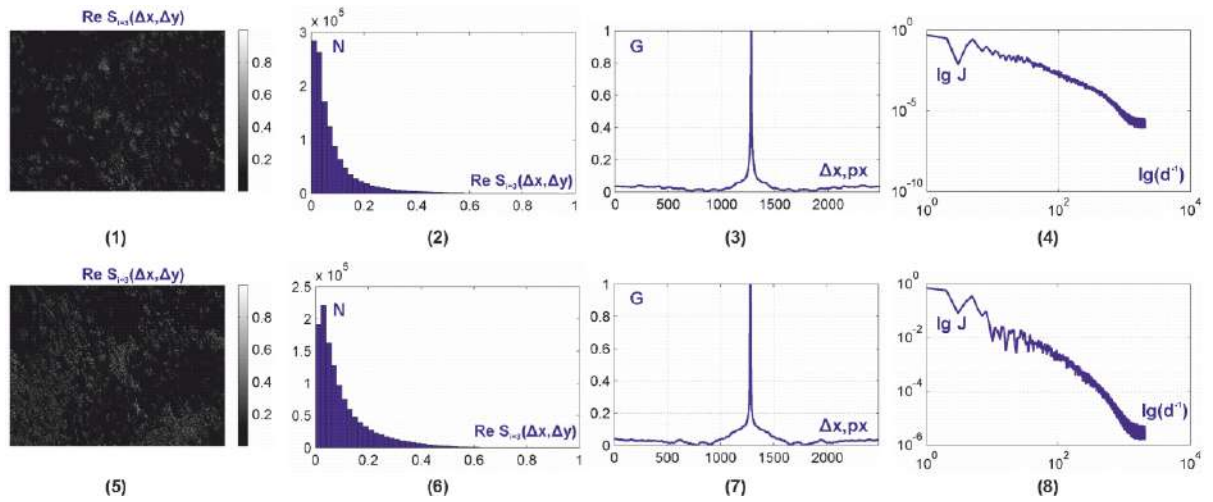 Re S_{i=3}(Δx,Δy)
0.8
0.6
0.4
0.2
(1)
× 10^5
3
2
1
0
N
Re S_{i=3}(Δx,Δy)
0 0.2 0.4 0.6 0.8 1
(2)
1
0.8
0.6
0.4
0.2
0
G
Δx,px
0 500 1000 1500 2000
(3)
10^0
10^-5
10^-10
lg J
lg(d^-1)
10^0 10^2 10^4
(4)
Re S_{i=3}(Δx,Δy)
0.8
0.6
0.4
0.2
(5)
× 10^5
2.5
2
1.5
1
0.5
0
N
Re S_{i=3}(Δx,Δy)
0 0.2 0.4 0.6 0.8 1
(6)
1
0.8
0.6
0.4
0.2
0
G
Δx,px
0 500 1000 1500 2000
(7)
10^0
10^-2
10^-4
10^-6
lg J
lg(d^-1)
10^0 10^2 10^4
(8)